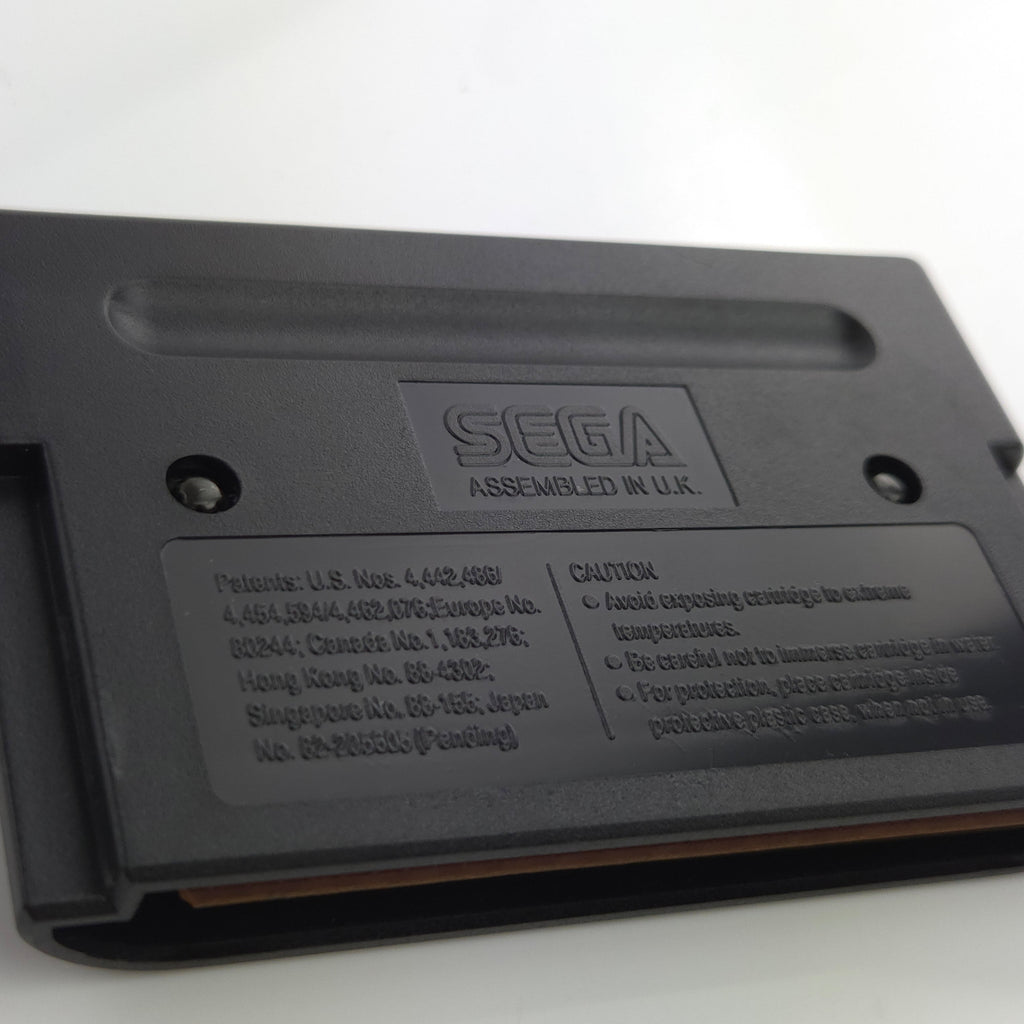 SEGA
ASSEMBLED IN U.K.
Patents: U.S. Nos. 4,442,486/
4,454,594/4,462,076;Europe No.
80244; Canada No.1,183,276;
Hong Kong No. 88-4302;
Singapore No. 88-155; Japan
No. 82-205605 (Pending)
CAUTION
● Avoid exposing cartridge to extreme
temperatures.
● Be careful not to immerse cartridge in water.
● For protection, place cartridge inside
protective plastic case, when not in use.